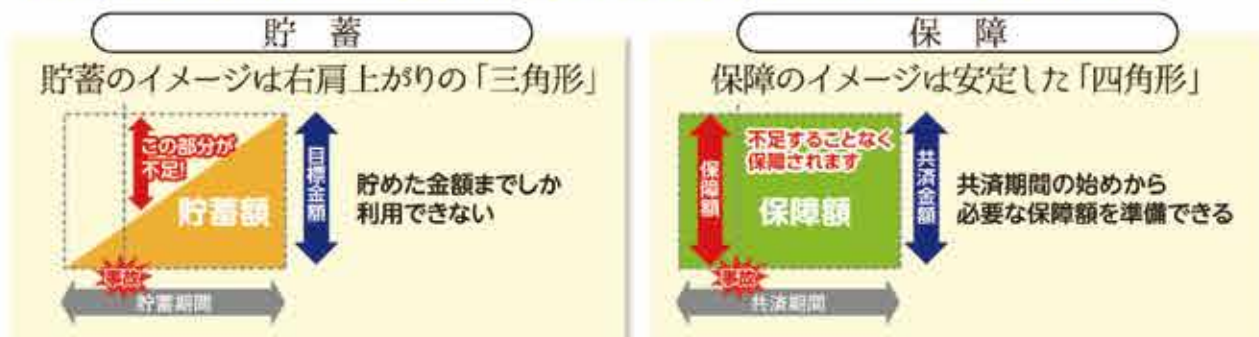 貯蓄
貯蓄のイメージは右肩上がりの「三角形」
この部分が
不足!
貯蓄額
目標金額
貯めた金額までしか
利用できない
事故
貯蓄期間
保障
保障のイメージは安定した「四角形」
保障額
不足することなく
保障されます
保障額
共済金額
共済期間の始めから
必要な保障額を準備できる
事故
共済期間